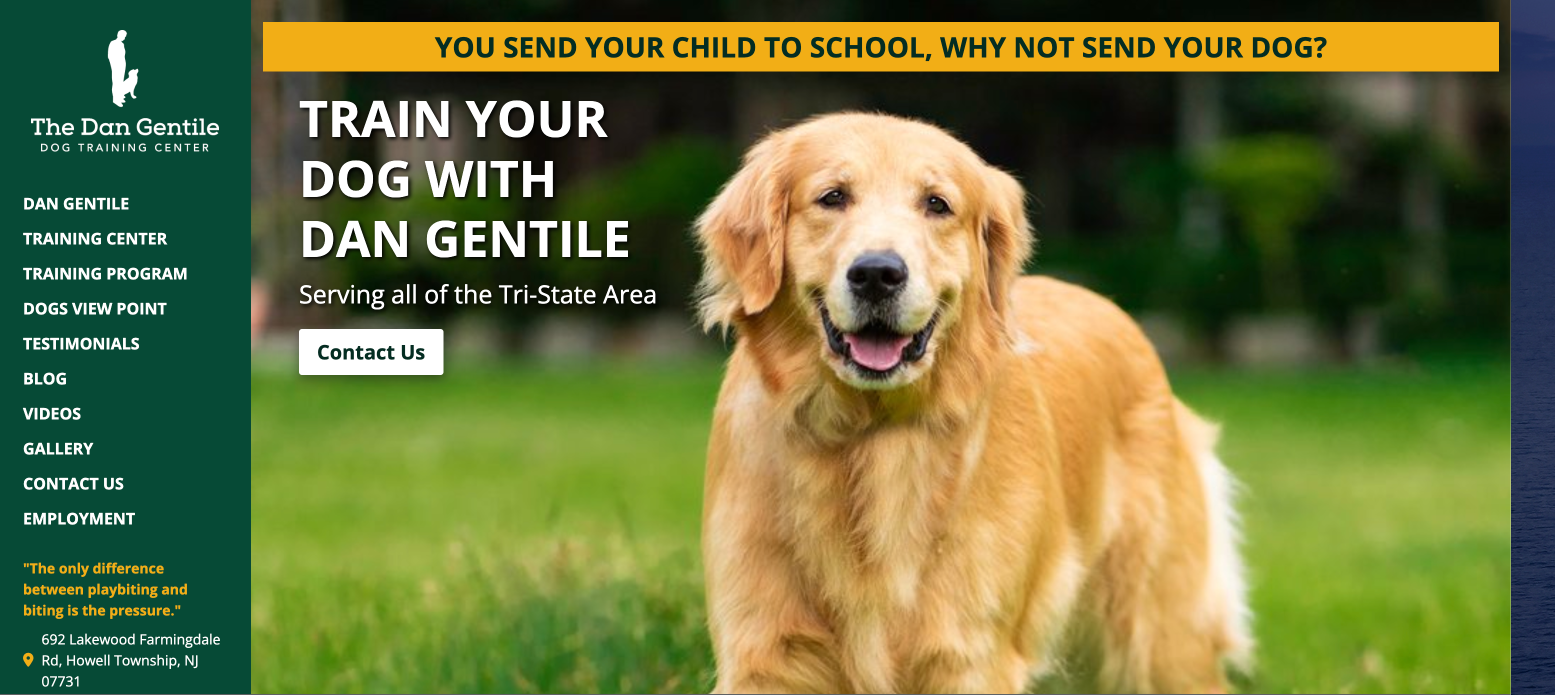 The Dan Gentile
DOG TRAINING CENTER
DAN GENTILE
TRAINING CENTER
TRAINING PROGRAM
DOGS VIEW POINT
TESTIMONIALS
BLOG
VIDEOS
GALLERY
CONTACT US
EMPLOYMENT
"The only difference
between playbiting and
biting is the pressure."
692 Lakewood Farmingdale
Rd, Howell Township, NJ
07731
YOU SEND YOUR CHILD TO SCHOOL, WHY NOT SEND YOUR DOG?
TRAIN YOUR
DOG WITH
DAN GENTILE
Serving all of the Tri-State Area
Contact Us